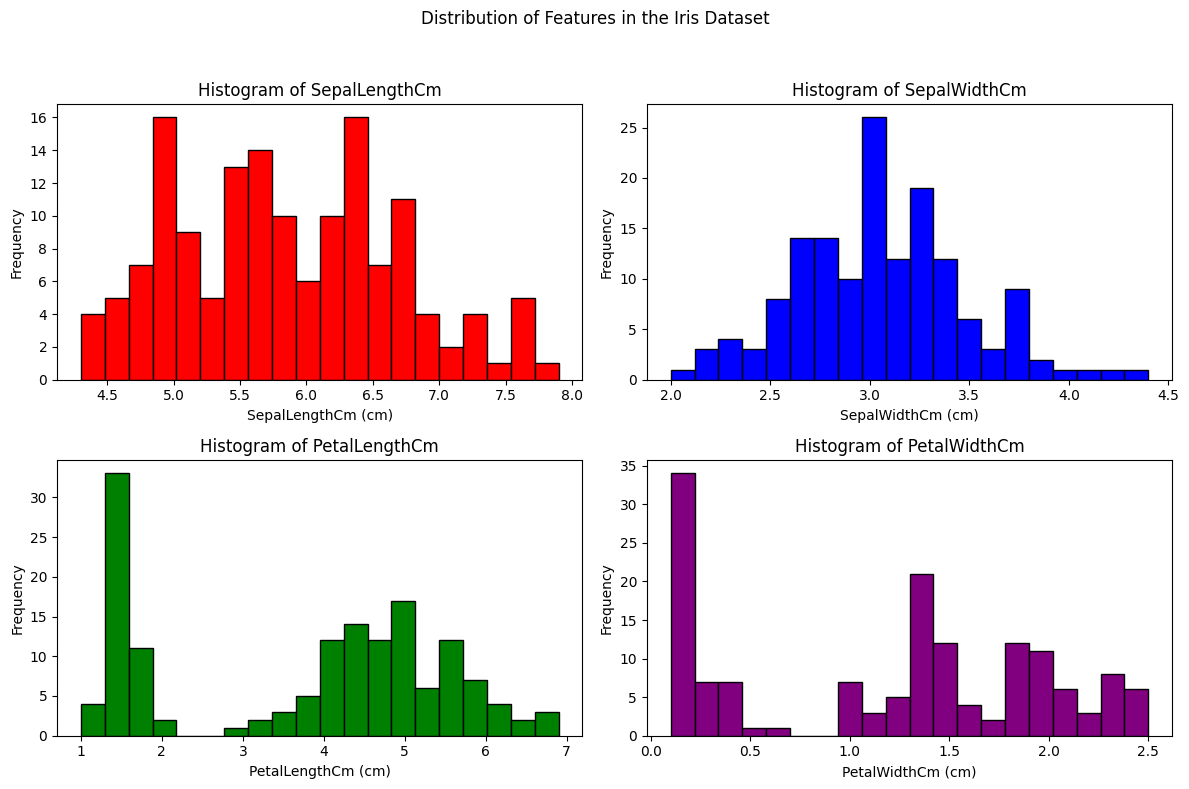 Distribution of Features in the Iris Dataset
Histogram of SepalLengthCm
Frequency
16
14
12
10
8
6
4
2
0
4.5 5.0 5.5 6.0 6.5 7.0 7.5 8.0
SepalLengthCm (cm)
Histogram of SepalWidthCm
Frequency
25
20
15
10
5
0
2.0 2.5 3.0 3.5 4.0 4.5
SepalWidthCm (cm)
Histogram of PetalLengthCm
Frequency
30
25
20
15
10
5
0
1 2 3 4 5 6 7
PetalLengthCm (cm)
Histogram of PetalWidthCm
Frequency
35
30
25
20
15
10
5
0
0.0 0.5 1.0 1.5 2.0 2.5
PetalWidthCm (cm)